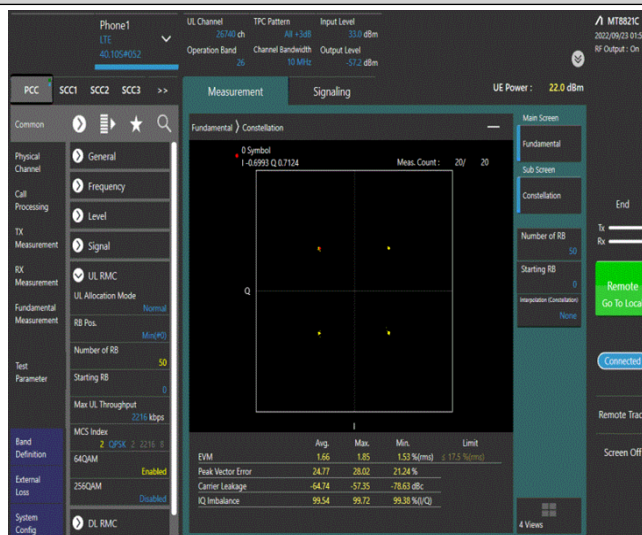 Phone1
LTE
40.10S#052
UL Channel
26740 ch
TPC Pattern
All +3dB
Input Level
33.0 dBm
Operation Band
26
Channel Bandwidth
10 MHz
Output Level
-57.2 dBm
MT8821C
2022/09/23 01:5
RF Output : On
PCC SCC1 SCC2 SCC3 >>
Measurement
Signaling
UE Power : 22.0 dBm
Common
Physical
Channel
Call
Processing
TX
Measurement
RX
Measurement
Fundamental
Measurement
Test
Parameter
Band
Definition
External
Loss
System
Config
General
Frequency
Level
Signal
UL RMC
UL Allocation Mode
Normal
RB Pos.
Min(#0)
Number of RB
50
Starting RB
0
Max UL Throughput
2216 kbps
MCS Index
2 QPSK 2 2216 8
64QAM
Enabled
256QAM
Disabled
DL RMC
Fundamental 〉 Constellation
0 Symbol
I -0.6993 Q 0.7124
Meas. Count : 20/ 20
Q
I
Avg. Max. Min. Limit
EVM 1.66 1.85 1.53 %(rms) ≤ 17.5 %(rms)
Peak Vector Error 24.77 28.02 21.24 %
Carrier Leakage -64.74 -57.35 -78.63 dBc
IQ Imbalance 99.54 99.72 99.38 %(I/Q)
Main Screen
Fundamental
Sub Screen
Constellation
Number of RB
50
Starting RB
0
Interpolation (Constellation)
None
4 Views
End
Tx
Rx
Remote
Go To Loca
Connected
Remote Trac
Screen Off